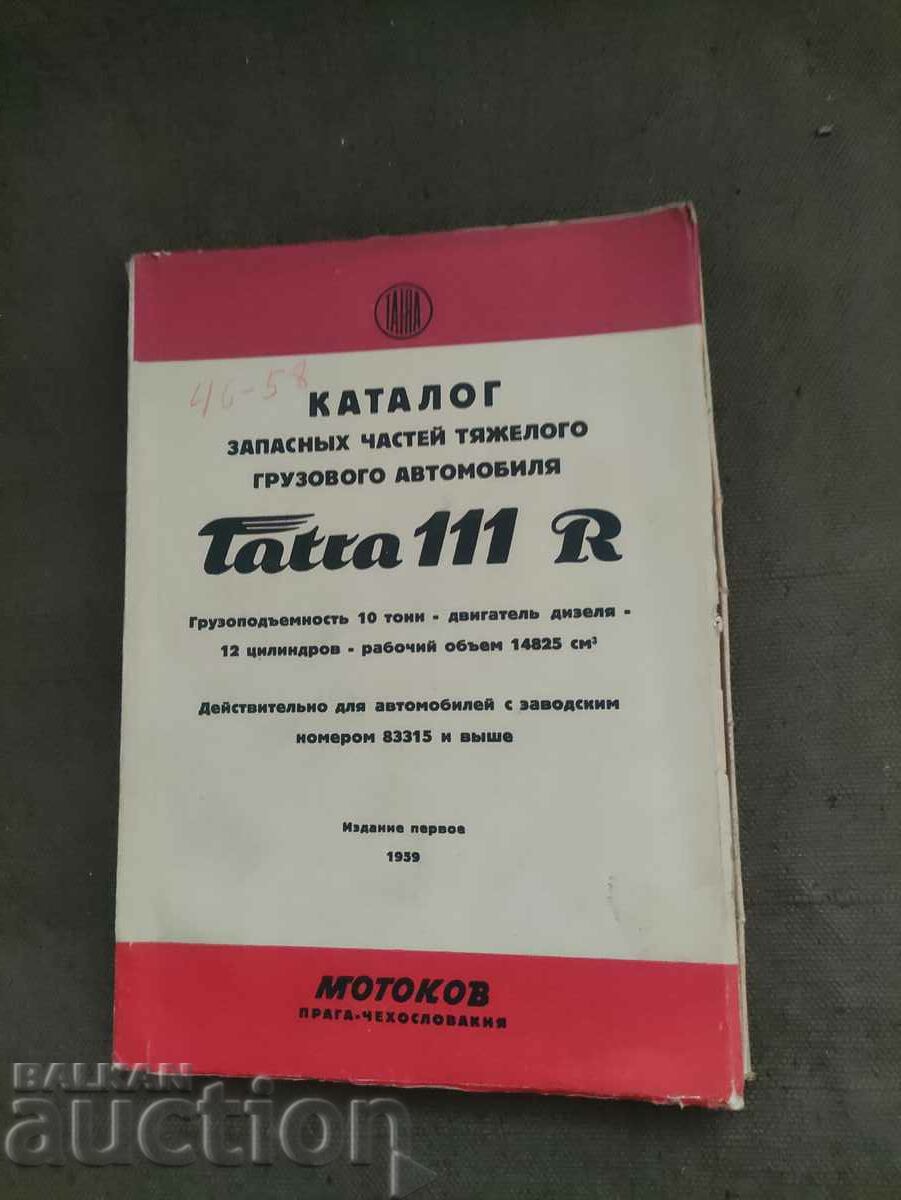 TATRA
46-58
КАТАЛОГ
ЗАПАСНЫХ ЧАСТЕЙ ТЯЖЕЛОГО
ГРУЗОВОГО АВТОМОБИЛЯ
Tatra 111 R
Грузоподъемность 10 тонн - двигатель дизеля -
12 цилиндров - рабочий объем 14825 см³
Действительно для автомобилей с заводским
номером 83315 и выше
Издание первое
1959
МОТОКОВ
ПРАГА-ЧЕХОСЛОВАКИЯ
BALKAN
auction